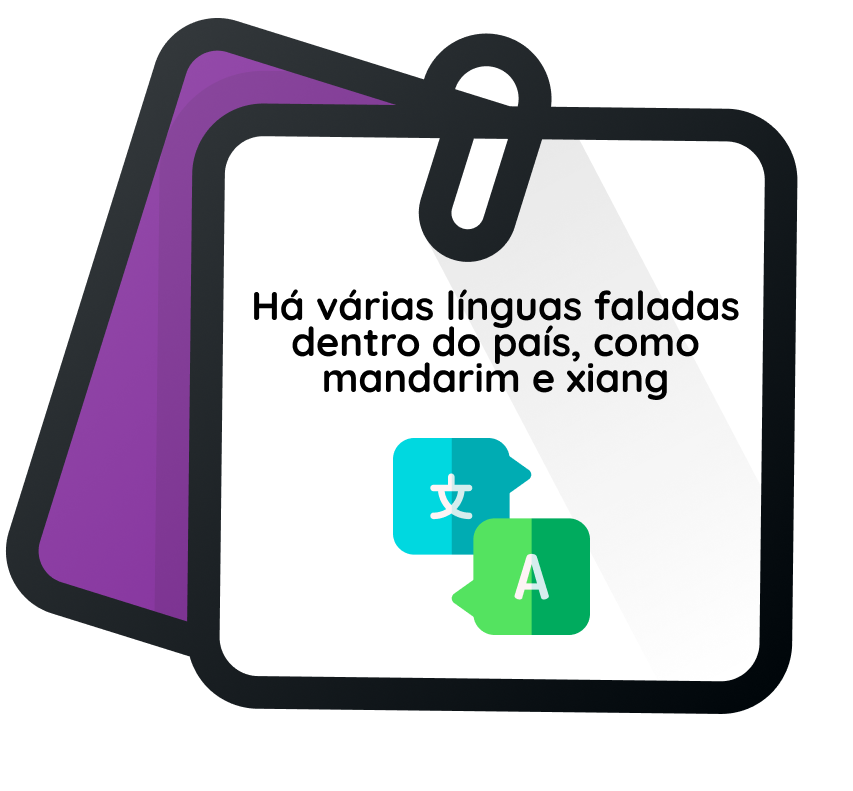 Há várias línguas faladas
dentro do país, como
mandarim e xiang
文
A